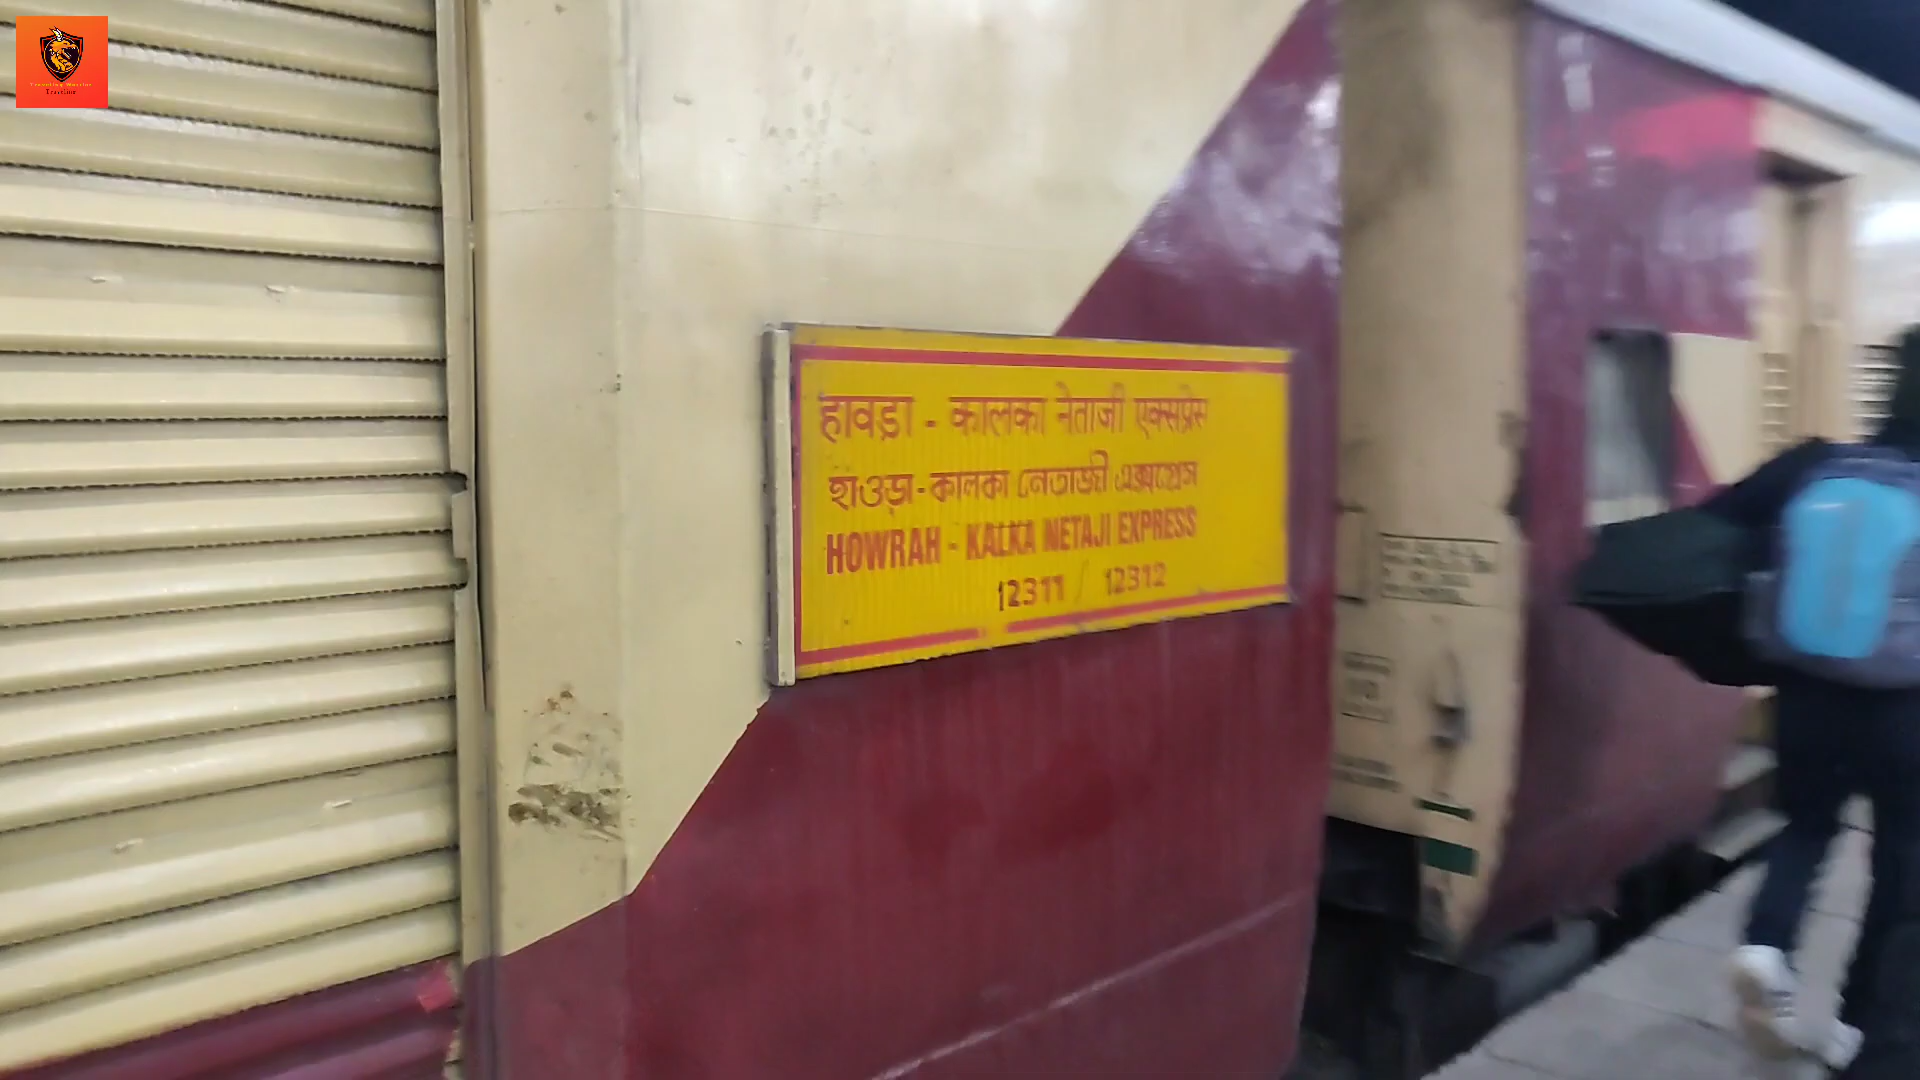 हावड़ा - कालका नेताजी एक्सप्रेस
হাওড়া - কালকা নেতাজী এক্সপ্রেস
HOWRAH - KALKA NETAJI EXPRESS
12311 / 12312